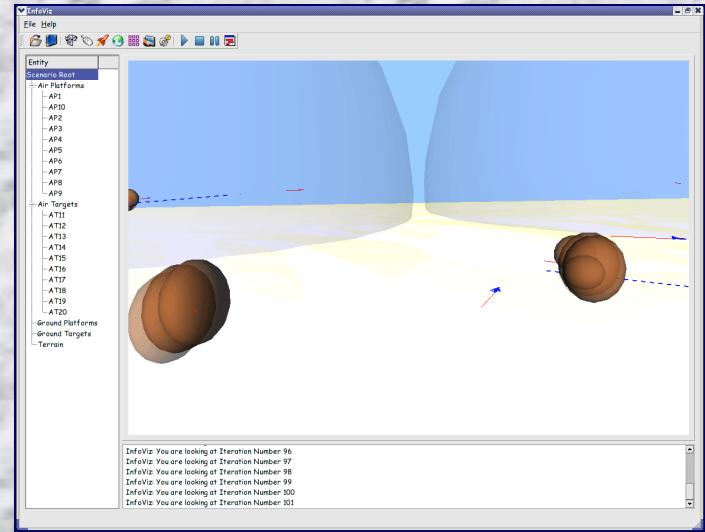 InfoViz
File Help
Entity
Scenario Root
Air Platforms
AP1
AP10
AP2
AP3
AP4
AP5
AP6
AP7
AP8
AP9
Air Targets
AT11
AT12
AT13
AT14
AT15
AT16
AT17
AT18
AT19
AT20
Ground Platforms
Ground Targets
Terrain
InfoViz: You are looking at Iteration Number 96
InfoViz: You are looking at Iteration Number 97
InfoViz: You are looking at Iteration Number 98
InfoViz: You are looking at Iteration Number 99
InfoViz: You are looking at Iteration Number 100
InfoViz: You are looking at Iteration Number 101